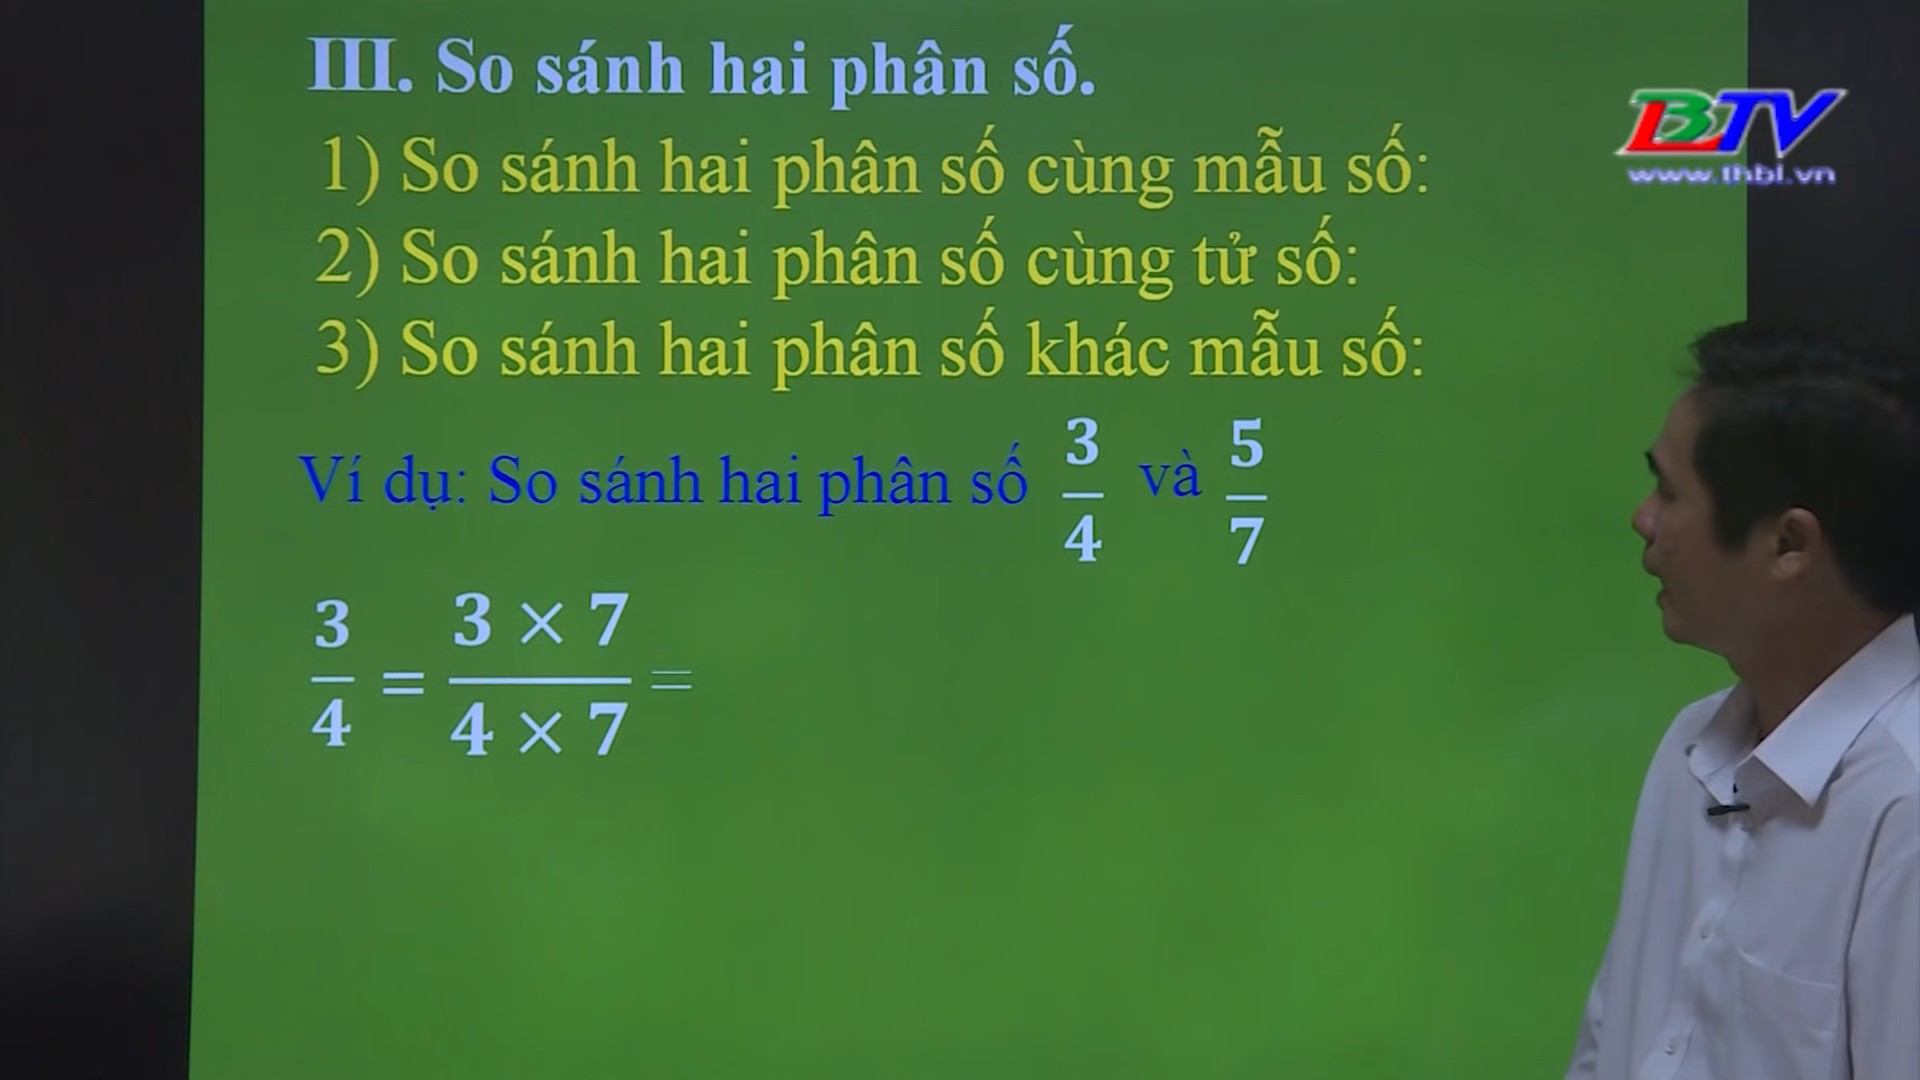 III. So sánh hai phân số.
BTV
www.thbl.vn
1) So sánh hai phân số cùng mẫu số:
2) So sánh hai phân số cùng tử số:
3) So sánh hai phân số khác mẫu số:
Ví dụ: So sánh hai phân số 3/4 và 5/7
3/4 = 3 × 7 / 4 × 7 =